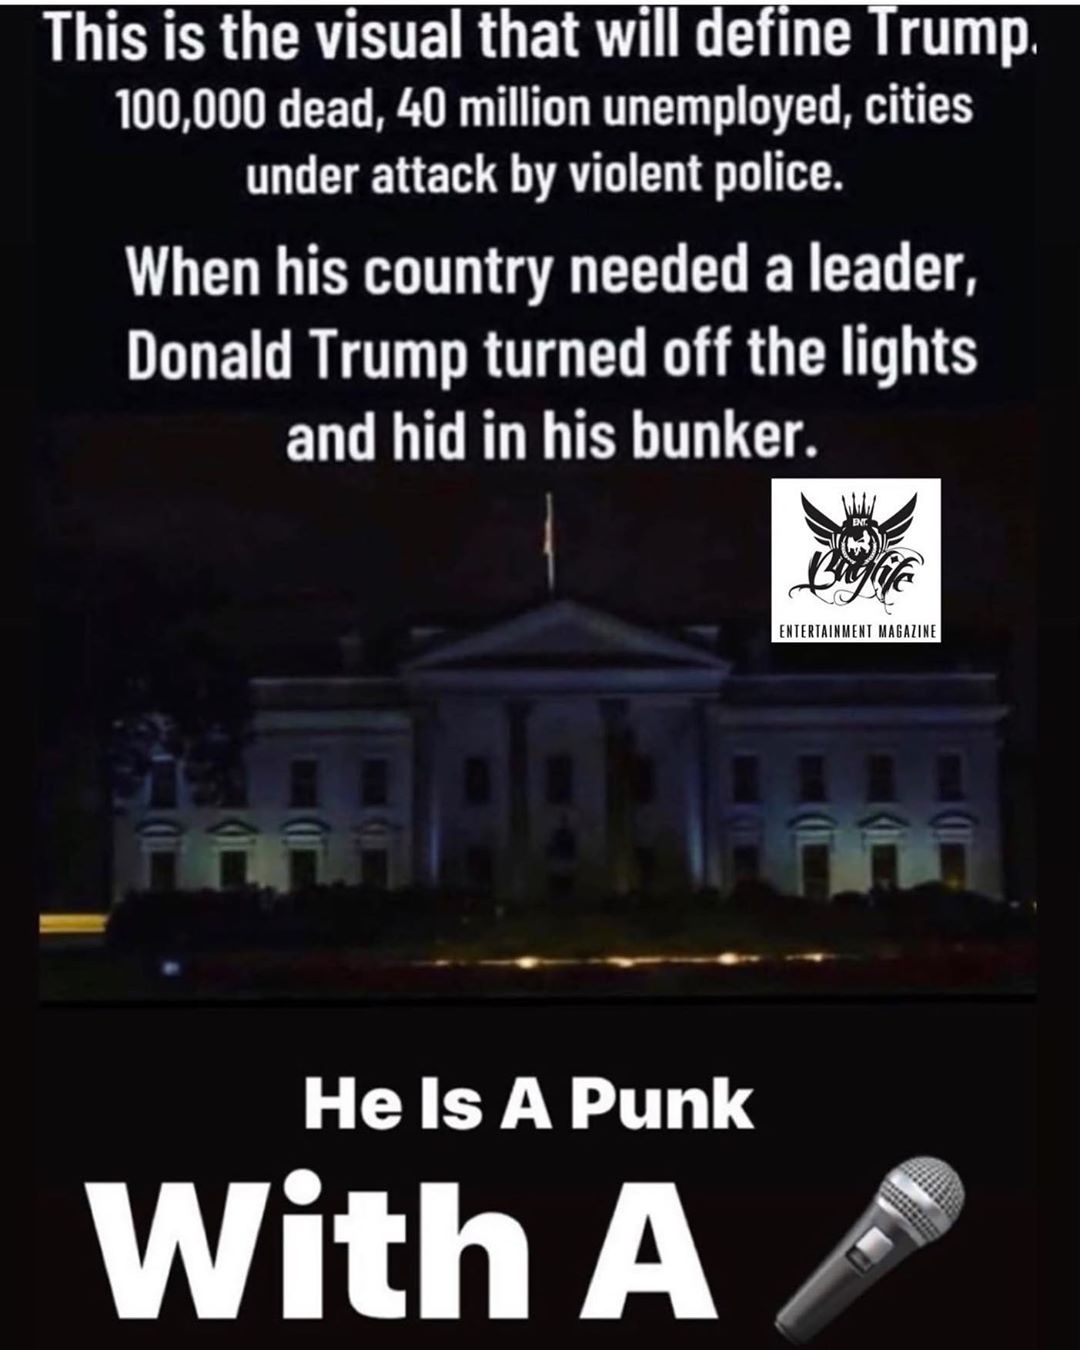 This is the visual that will define Trump.
100,000 dead, 40 million unemployed, cities
under attack by violent police.
When his country needed a leader,
Donald Trump turned off the lights
and hid in his bunker.
ENT.
Buglife
ENTERTAINMENT MAGAZINE
He Is A Punk
With A